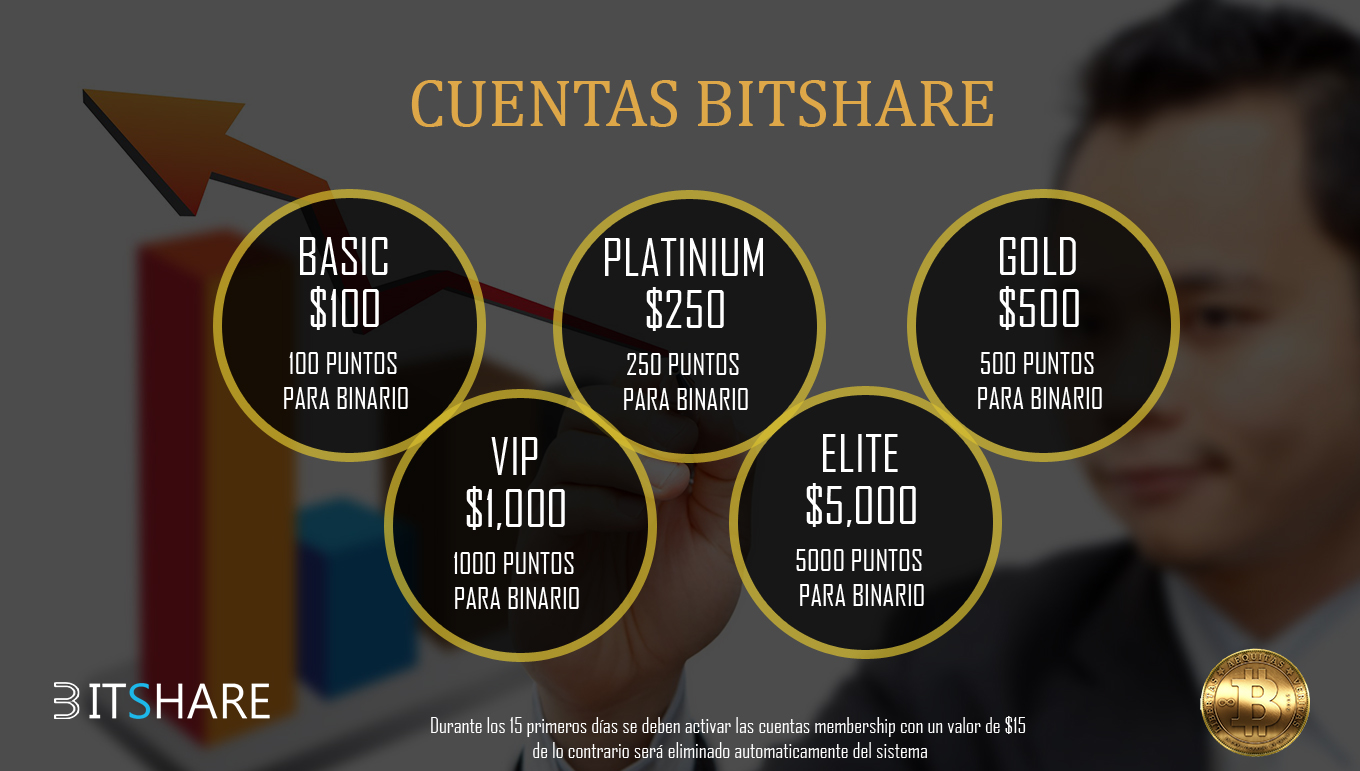 CUENTAS BITSHARE
BASIC
$100
100 PUNTOS
PARA BINARIO
PLATINIUM
$250
250 PUNTOS
PARA BINARIO
GOLD
$500
500 PUNTOS
PARA BINARIO
VIP
$1,000
1000 PUNTOS
PARA BINARIO
ELITE
$5,000
5000 PUNTOS
PARA BINARIO
BITSHARE
Durante los 15 primeros días se deben activar las cuentas membership con un valor de $15
de lo contrario será eliminado automaticamente del sistema
AEQUITAS VERITAS